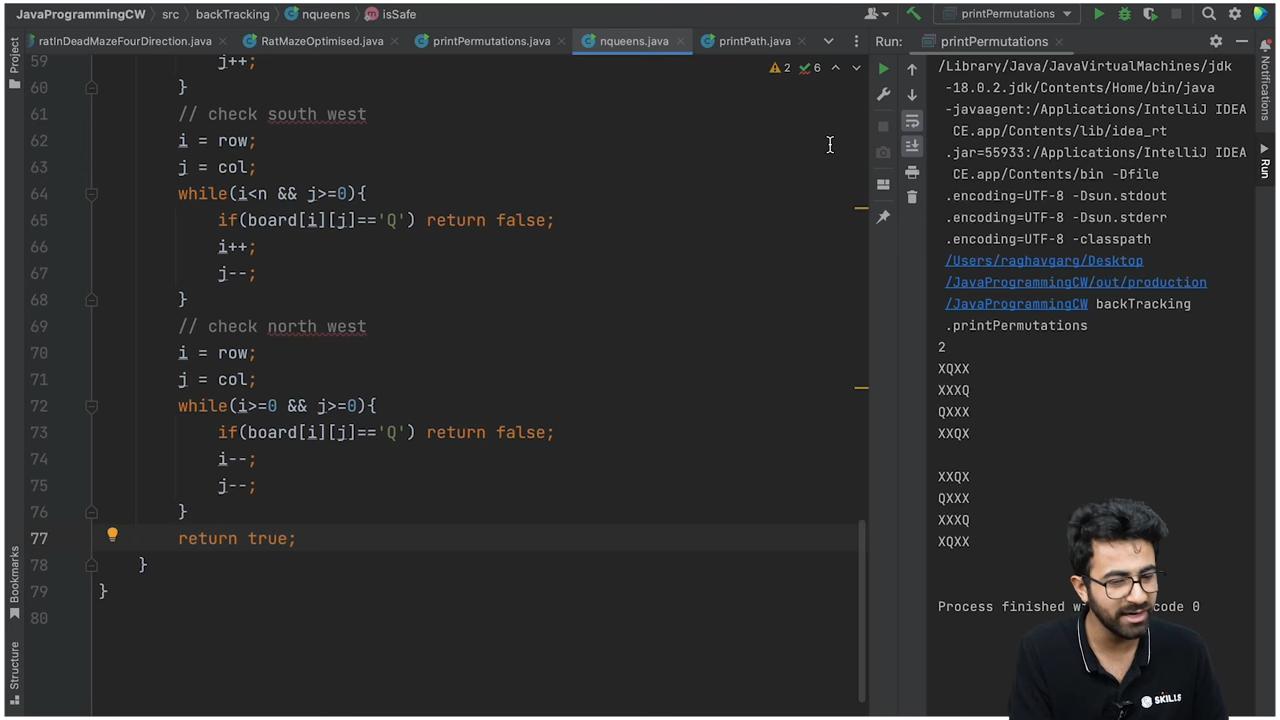 JavaProgrammingCW > src > backTracking > nqueens > isSafe
printPermutations
ratInDeadMazeFourDirection.java
RatMazeOptimised.java
printPermutations.java
nqueens.java
printPath.java
Run: printPermutations
Project
Bookmarks
Structure
Notifications
Run
2 6
59 j++;
60 }
61 // check south west
62 i = row;
63 j = col;
64 while(i<n && j>=0){
65 if(board[i][j]=='Q') return false;
66 i++;
67 j--;
68 }
69 // check north west
70 i = row;
71 j = col;
72 while(i>=0 && j>=0){
73 if(board[i][j]=='Q') return false;
74 i--;
75 j--;
76 }
77 return true;
78 }
79 }
80
/Library/Java/JavaVirtualMachines/jdk
-18.0.2.jdk/Contents/Home/bin/java
-javaagent:/Applications/IntelliJ IDEA
CE.app/Contents/lib/idea_rt
.jar=55933:/Applications/IntelliJ IDEA
CE.app/Contents/bin -Dfile
.encoding=UTF-8 -Dsun.stdout
.encoding=UTF-8 -Dsun.stderr
.encoding=UTF-8 -classpath
/Users/raghavgarg/Desktop
/JavaProgrammingCW/out/production
/JavaProgrammingCW backTracking
.printPermutations
2
XQXX
XXXQ
QXXX
XXQX
XXQX
QXXX
XXXQ
XQXX
Process finished code 0
SKILLS